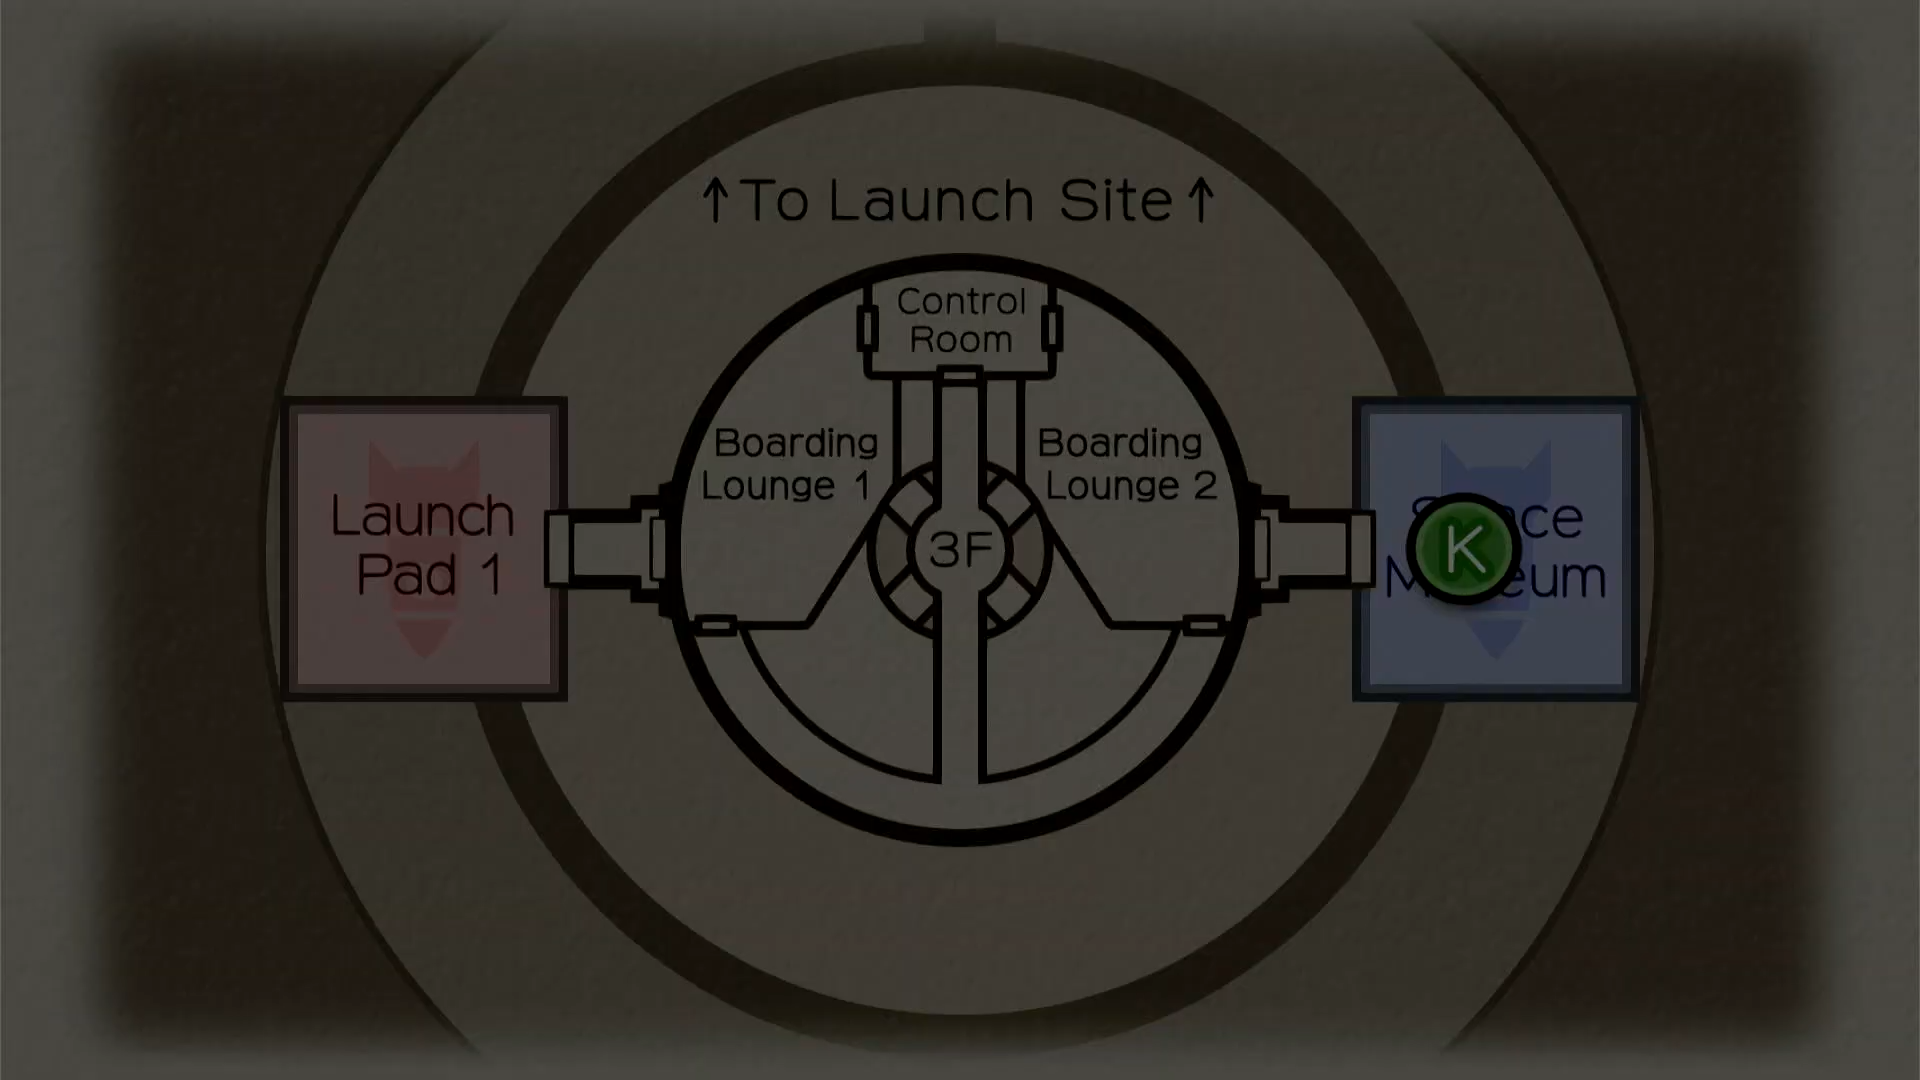 ↑To Launch Site↑
Control
Room
Boarding
Lounge 1
Boarding
Lounge 2
Launch
Pad 1
3F
K